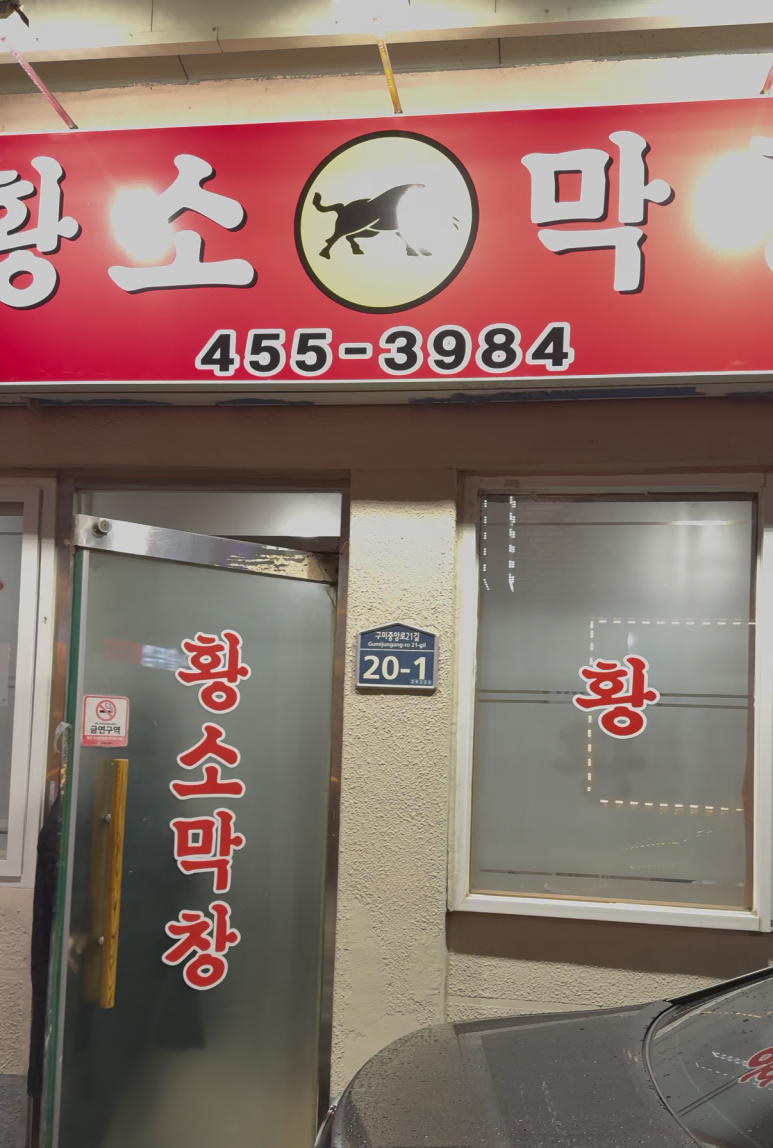 황소 막
455-3984
황소막창
금연구역
구미중앙로21길
Gumijungang-ro 21-gil
20-1
황